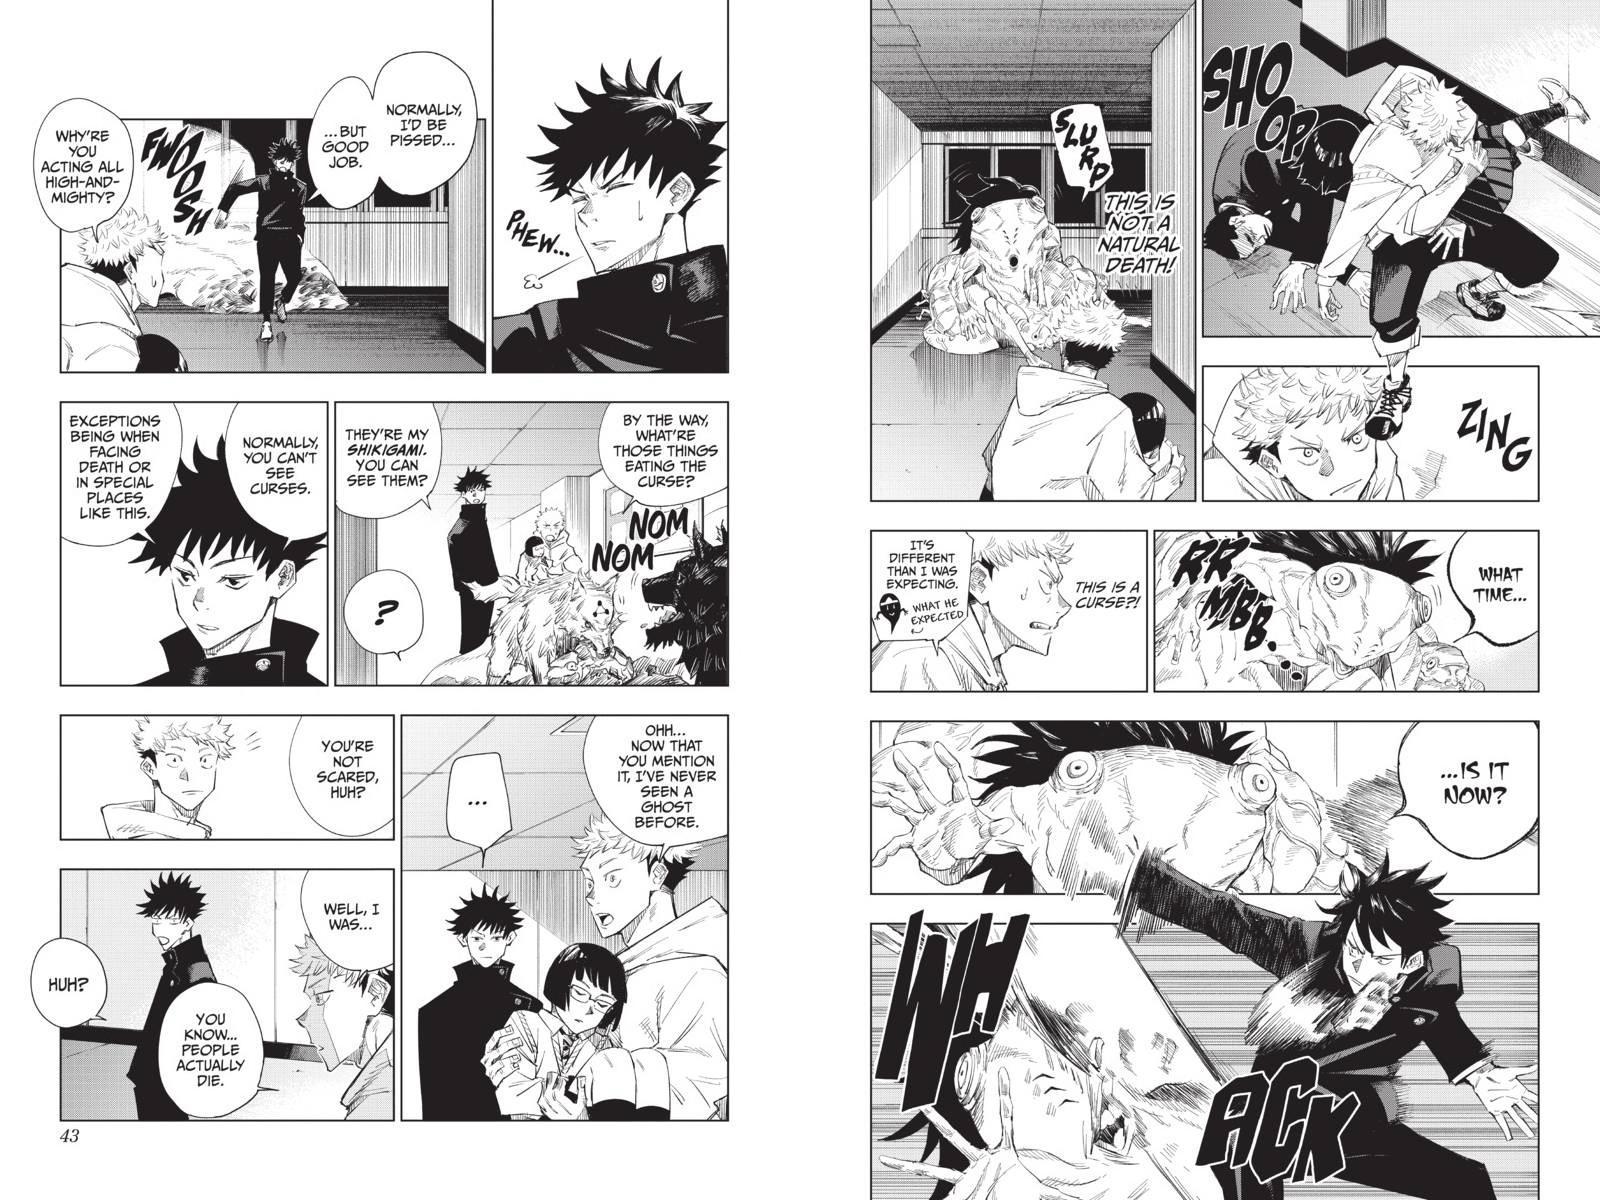 SHOOOP
SLURP
THIS IS
NOT A
NATURAL
DEATH!
ZING
WHAT
TIME...
RRRMBB..
THIS IS A
CURSE?!
IT'S
DIFFERENT
THAN I WAS
EXPECTING.
WHAT HE
EXPECTED
...IS IT
NOW?
WHACK
PHEW...
NORMALLY,
I'D BE
PISSED...
...BUT
GOOD
JOB.
FWOOSH
WHY'RE
YOU
ACTING ALL
HIGH-AND-
MIGHTY?
BY THE WAY,
WHAT'RE
THOSE THINGS
EATING THE
CURSE?
NOM
NOM
THEY'RE MY
SHIKIGAMI.
YOU CAN
SEE THEM?
?
NORMALLY,
YOU CAN'T
SEE
CURSES.
EXCEPTIONS
BEING WHEN
FACING
DEATH OR
IN SPECIAL
PLACES
LIKE THIS.
OHH...
NOW THAT
YOU MENTION
IT, I'VE NEVER
SEEN A
GHOST
BEFORE.
...
YOU'RE
NOT
SCARED,
HUH?
WELL, I
WAS...
HUH?
YOU
KNOW...
PEOPLE
ACTUALLY
DIE.
43